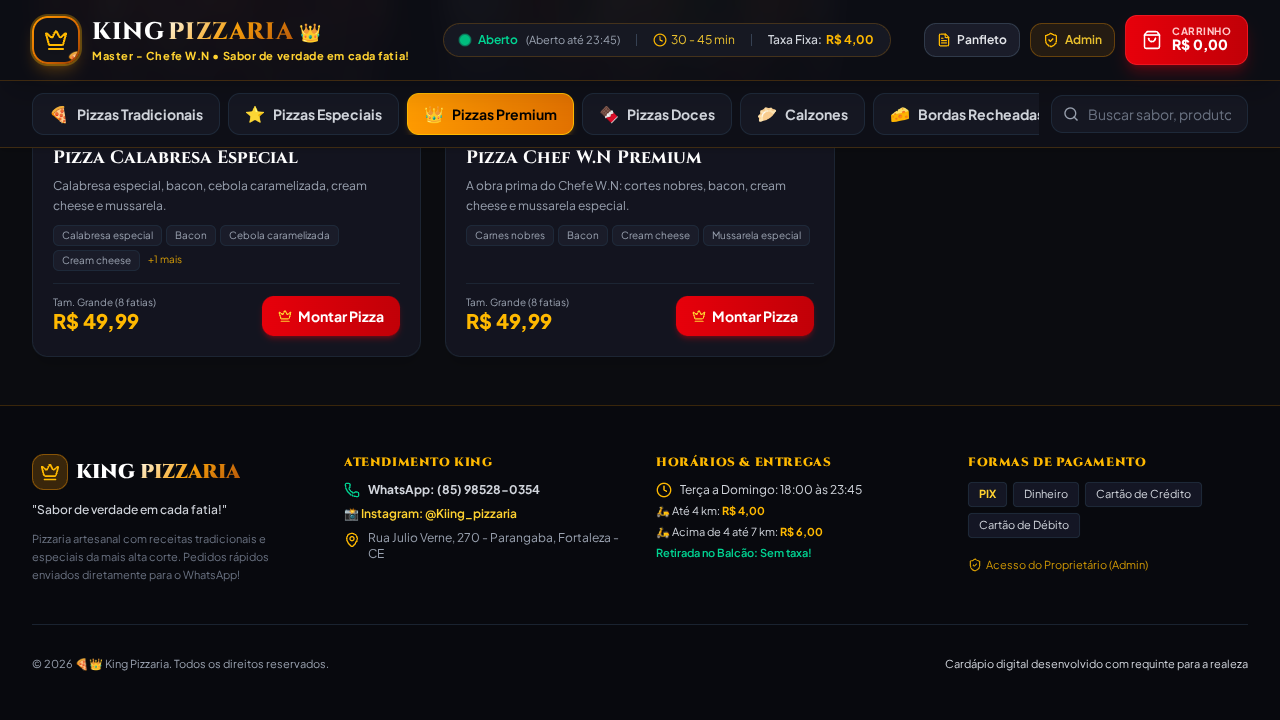 KING PIZZARIA 👑
Master - Chefe W.N • Sabor de verdade em cada fatia!
Aberto (Aberto até 23:45)
30 - 45 min
Taxa Fixa: R$ 4,00
Panfleto
Admin
CARRINHO
R$ 0,00
🍕 Pizzas Tradicionais
⭐ Pizzas Especiais
👑 Pizzas Premium
🍫 Pizzas Doces
🥟 Calzones
🧀 Bordas Recheadas
Buscar sabor, produto
Pizza Calabresa Especial
Calabresa especial, bacon, cebola caramelizada, cream
cheese e mussarela.
Calabresa especial
Bacon
Cebola caramelizada
Cream cheese
+1 mais
Tam. Grande (8 fatias)
R$ 49,99
Montar Pizza
Pizza Chef W.N Premium
A obra prima do Chefe W.N: cortes nobres, bacon, cream
cheese e mussarela especial.
Carnes nobres
Bacon
Cream cheese
Mussarela especial
Tam. Grande (8 fatias)
R$ 49,99
Montar Pizza
KING PIZZARIA
"Sabor de verdade em cada fatia!"
Pizzaria artesanal com receitas tradicionais e
especiais da mais alta corte. Pedidos rápidos
enviados diretamente para o WhatsApp!
ATENDIMENTO KING
WhatsApp: (85) 98528-0354
📸 Instagram: @Kiing_pizzaria
Rua Julio Verne, 270 - Parangaba, Fortaleza -
CE
HORÁRIOS & ENTREGAS
Terça a Domingo: 18:00 às 23:45
🛵 Até 4 km: R$ 4,00
🛵 Acima de 4 até 7 km: R$ 6,00
Retirada no Balcão: Sem taxa!
FORMAS DE PAGAMENTO
PIX
Dinheiro
Cartão de Crédito
Cartão de Débito
Acesso do Proprietário (Admin)
© 2026 🍕👑 King Pizzaria. Todos os direitos reservados.
Cardápio digital desenvolvido com requinte para a realeza